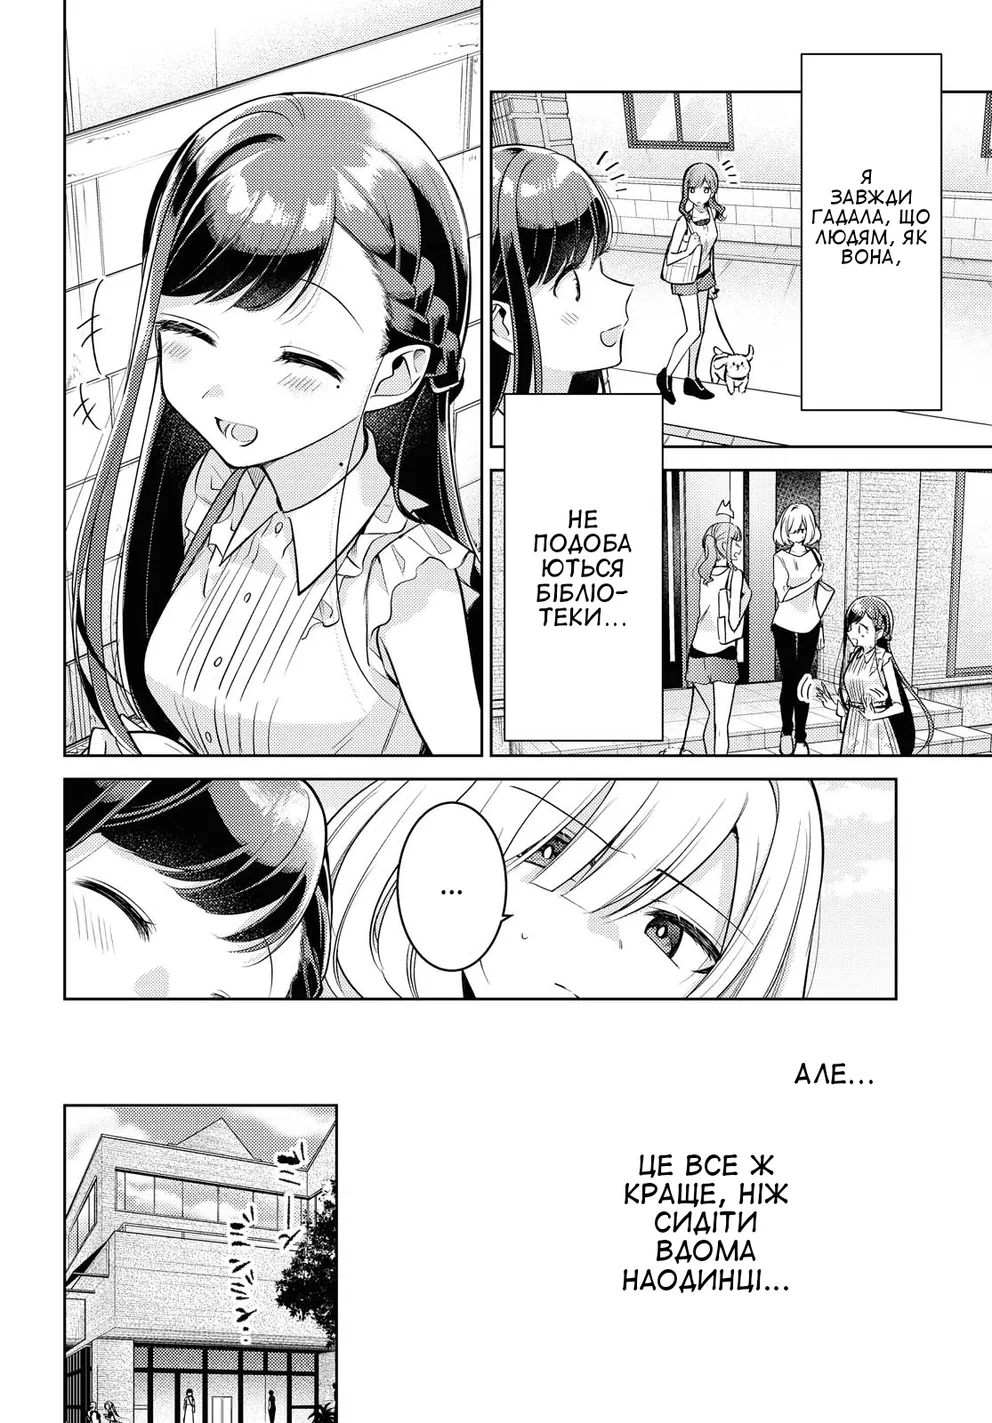 Я
ЗАВЖДИ
ГАДАЛА, ЩО
ЛЮДЯМ, ЯК
ВОНА,
НЕ
ПОДОБА
ЮТЬСЯ
БІБЛІО-
ТЕКИ...
...
АЛЕ...
ЦЕ ВСЕ Ж
КРАЩЕ, НІЖ
СИДІТИ
ВДОМА
НАОДИНЦІ...